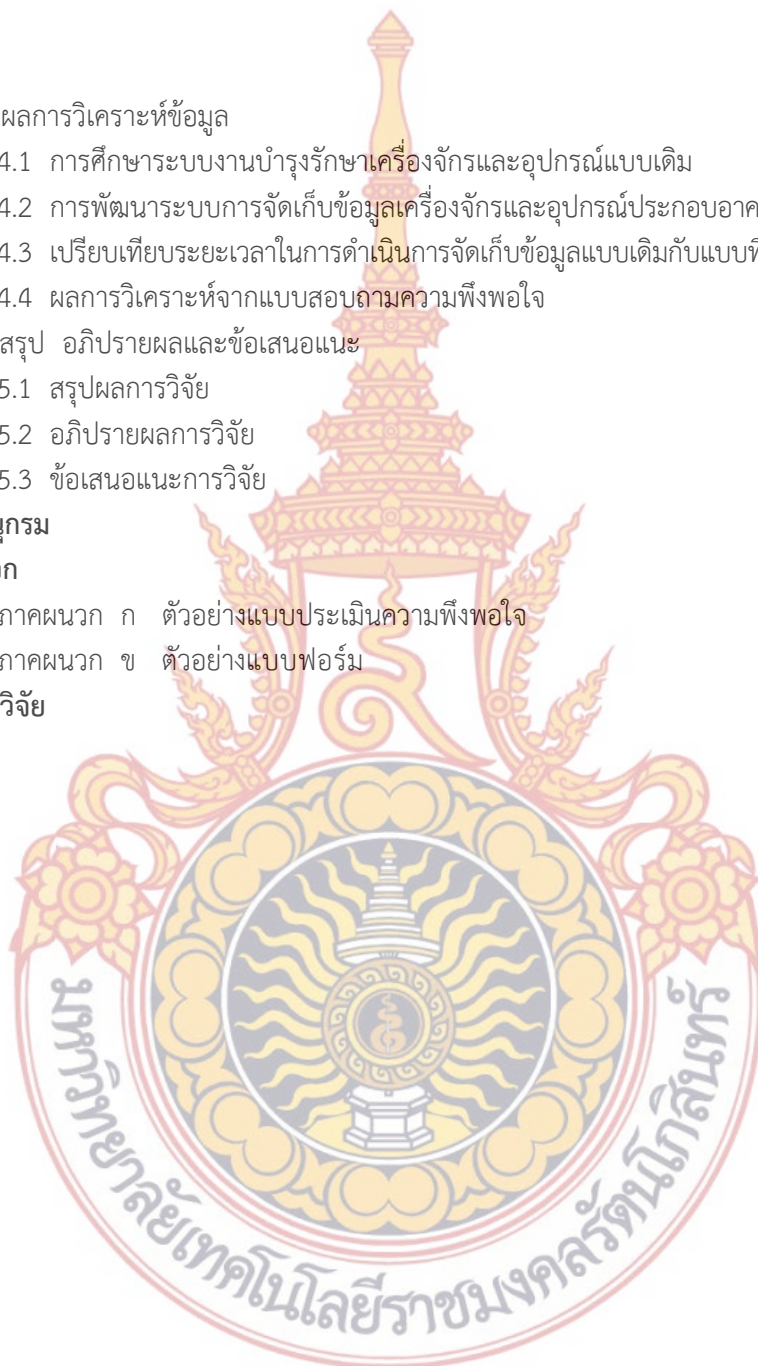 ผลการวิเคราะห์ข้อมูล
4.1 การศึกษาระบบงานบำรุงรักษาเครื่องจักรและอุปกรณ์แบบเดิม
4.2 การพัฒนาระบบการจัดเก็บข้อมูลเครื่องจักรและอุปกรณ์ประกอบอาค
4.3 เปรียบเทียบระยะเวลาในการดำเนินการจัดเก็บข้อมูลแบบเดิมกับแบบที
4.4 ผลการวิเคราะห์จากแบบสอบถามความพึงพอใจ
สรุป อภิปรายผลและข้อเสนอแนะ
5.1 สรุปผลการวิจัย
5.2 อภิปรายผลการวิจัย
5.3 ข้อเสนอแนะการวิจัย
นุกรม
วก
ภาคผนวก ก ตัวอย่างแบบประเมินความพึงพอใจ
ภาคผนวก ข ตัวอย่างแบบฟอร์ม
วิจัย
มหาวิทยาลัยเทคโนโลยีราชมงคลรัตนโกสินทร์